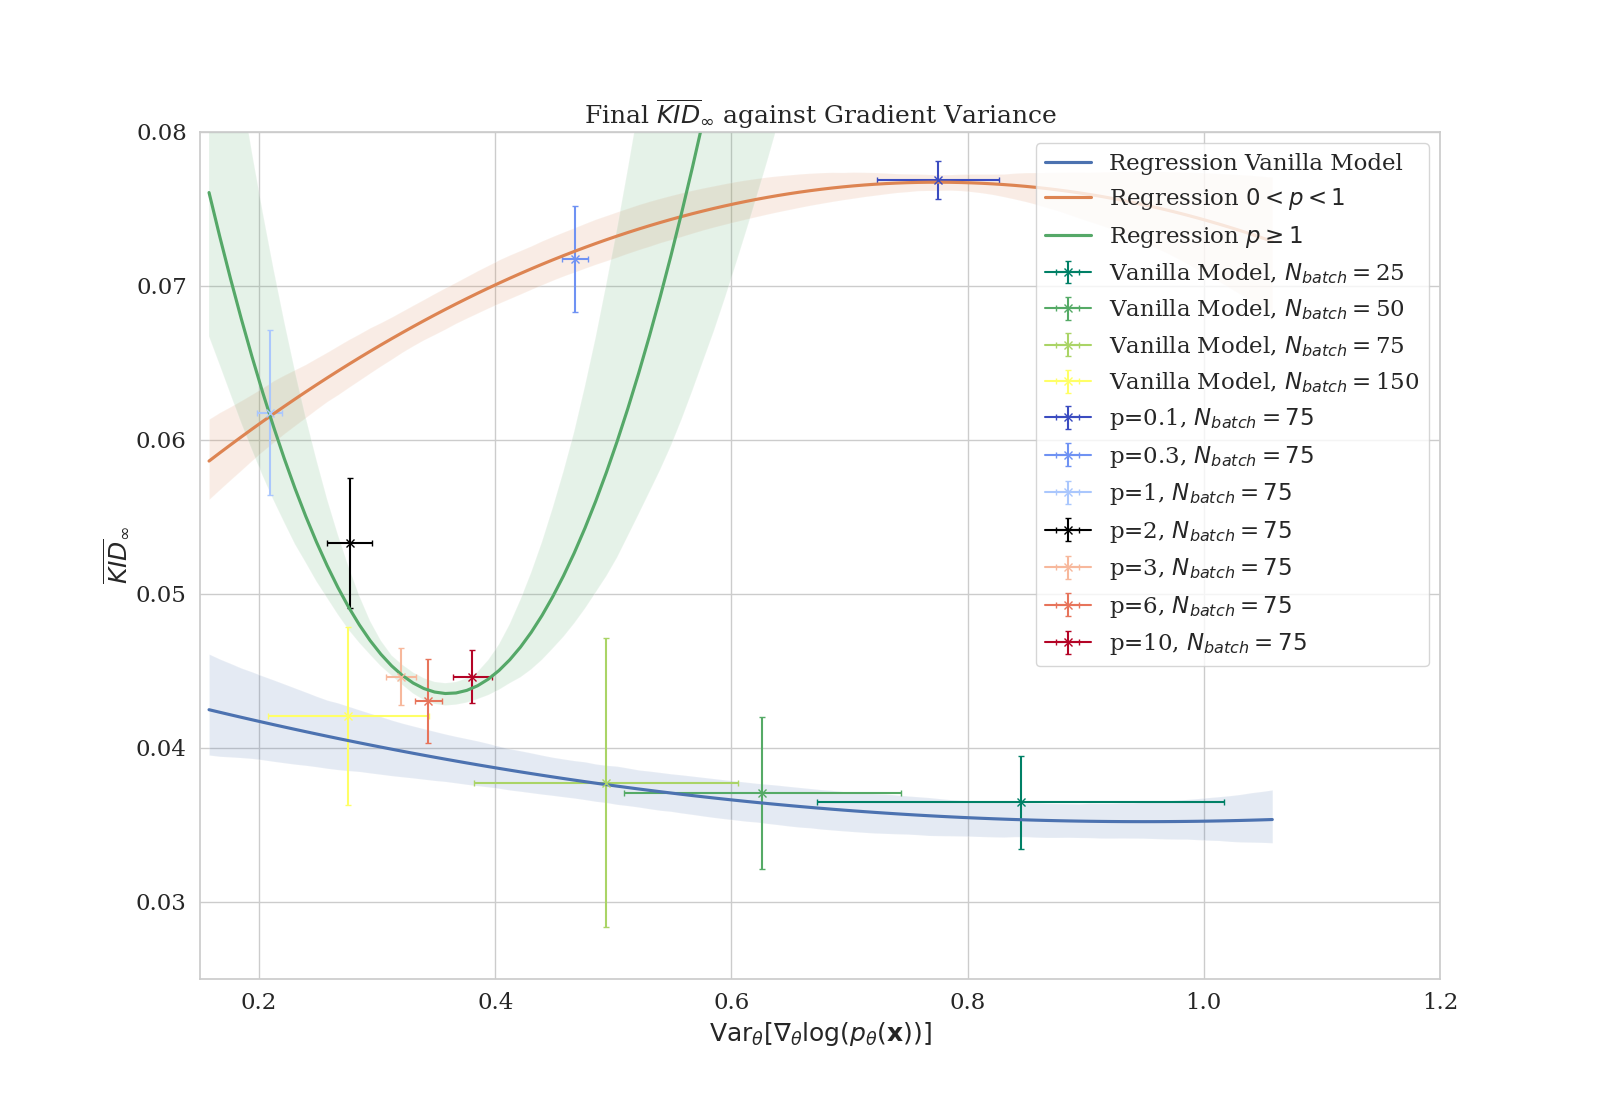 Final $\overline{KID}_\infty$ against Gradient Variance
0.08
0.07
0.06
0.05
0.04
0.03
$\overline{KID}_\infty$
Regression Vanilla Model
Regression $0 < p < 1$
Regression $p \geq 1$
Vanilla Model, $N_{batch} = 25$
Vanilla Model, $N_{batch} = 50$
Vanilla Model, $N_{batch} = 75$
Vanilla Model, $N_{batch} = 150$
p=0.1, $N_{batch} = 75$
p=0.3, $N_{batch} = 75$
p=1, $N_{batch} = 75$
p=2, $N_{batch} = 75$
p=3, $N_{batch} = 75$
p=6, $N_{batch} = 75$
p=10, $N_{batch} = 75$
0.2 0.4 0.6 0.8 1.0 1.2
$\mathrm{Var}_\theta[\nabla_\theta \log(p_\theta(\mathbf{x}))]$